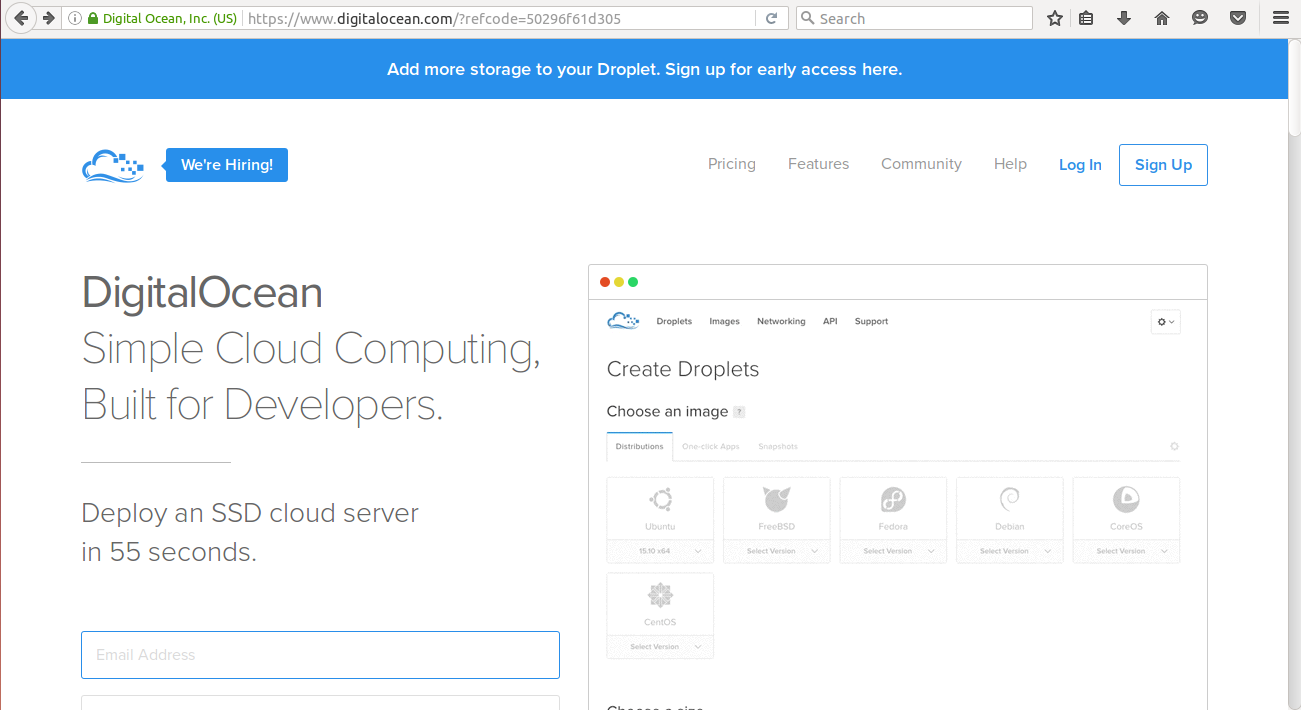 Digital Ocean, Inc. (US)
https://www.digitalocean.com/?refcode=50296f61d305
Search
Add more storage to your Droplet. Sign up for early access here.
We're Hiring!
Pricing
Features
Community
Help
Log In
Sign Up
DigitalOcean
Simple Cloud Computing,
Built for Developers.
Deploy an SSD cloud server
in 55 seconds.
Email Address
Droplets
Images
Networking
API
Support
Create Droplets
Choose an image ?
Distributions
One-click Apps
Snapshots
Ubuntu
FreeBSD
Fedora
Debian
CoreOS
15.10 x64
Select Version
Select Version
Select Version
Select Version
CentOS
Select Version
Choose a size